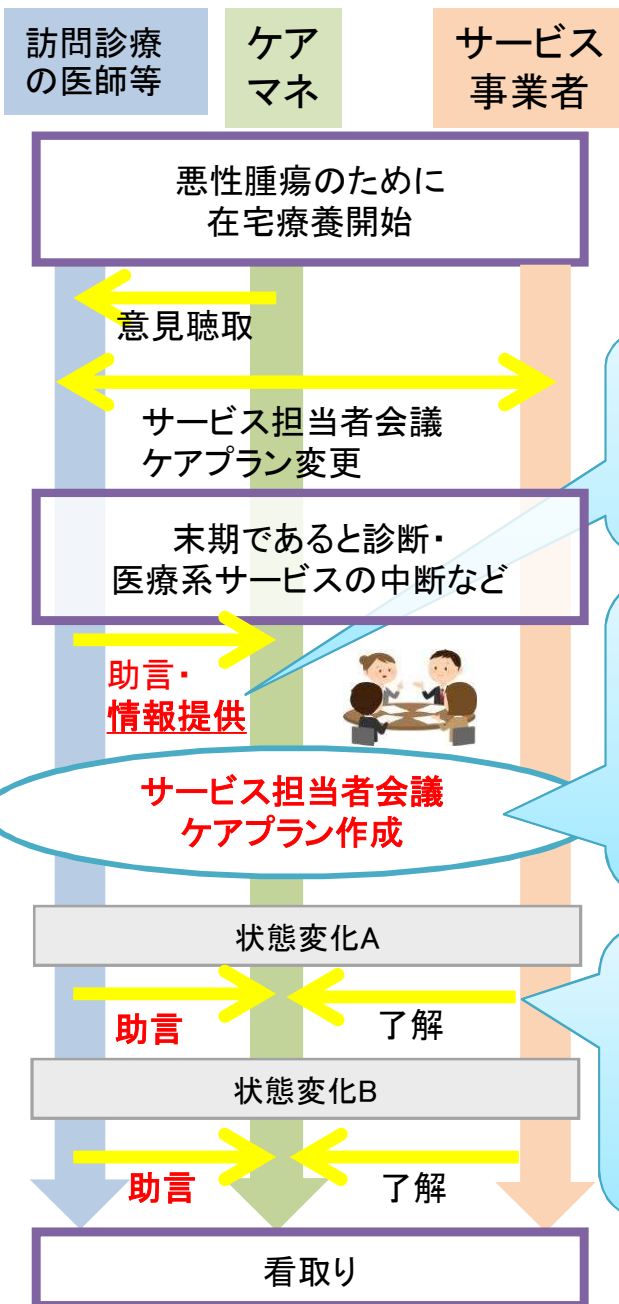 訪問診療
の医師等
ケア
マネ
サービス
事業者
悪性腫瘍のために
在宅療養開始
意見聴取
サービス担当者会議
ケアプラン変更
末期であると診断・
医療系サービスの中断など
助言・
情報提供
サービス担当者会議
ケアプラン作成
状態変化A
助言
了解
状態変化B
助言
了解
看取り